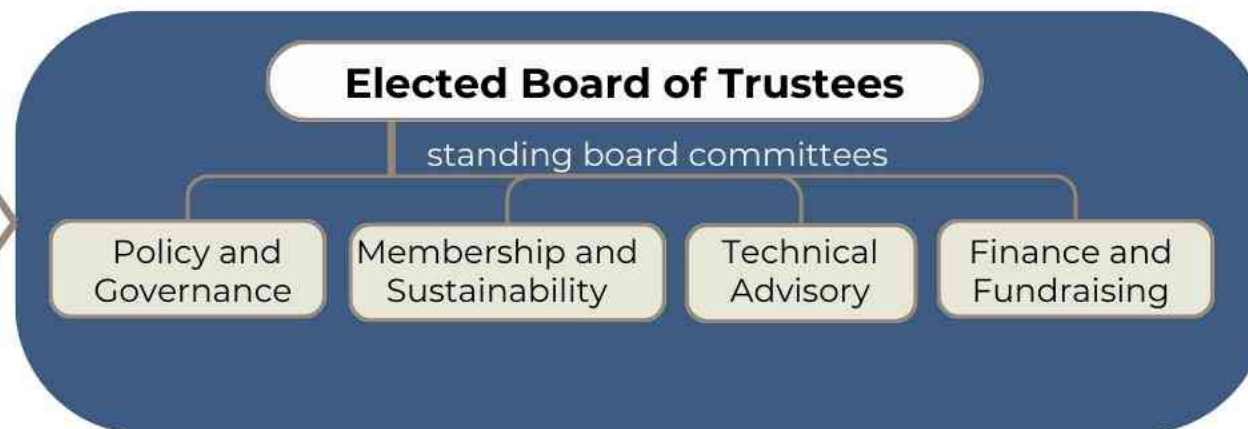 Elected Board of Trustees
standing board committees
Policy and
Governance
Membership and
Sustainability
Technical
Advisory
Finance and
Fundraising